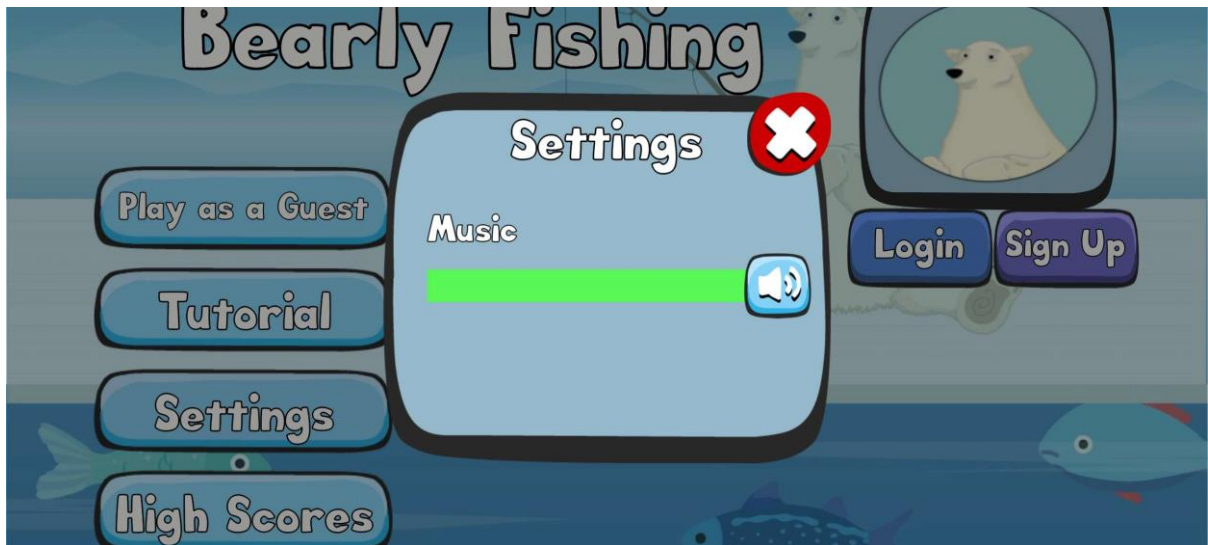 Bearly Fishing
Settings
Play as a Guest
Music
Login
Sign Up
Tutorial
Settings
High Scores